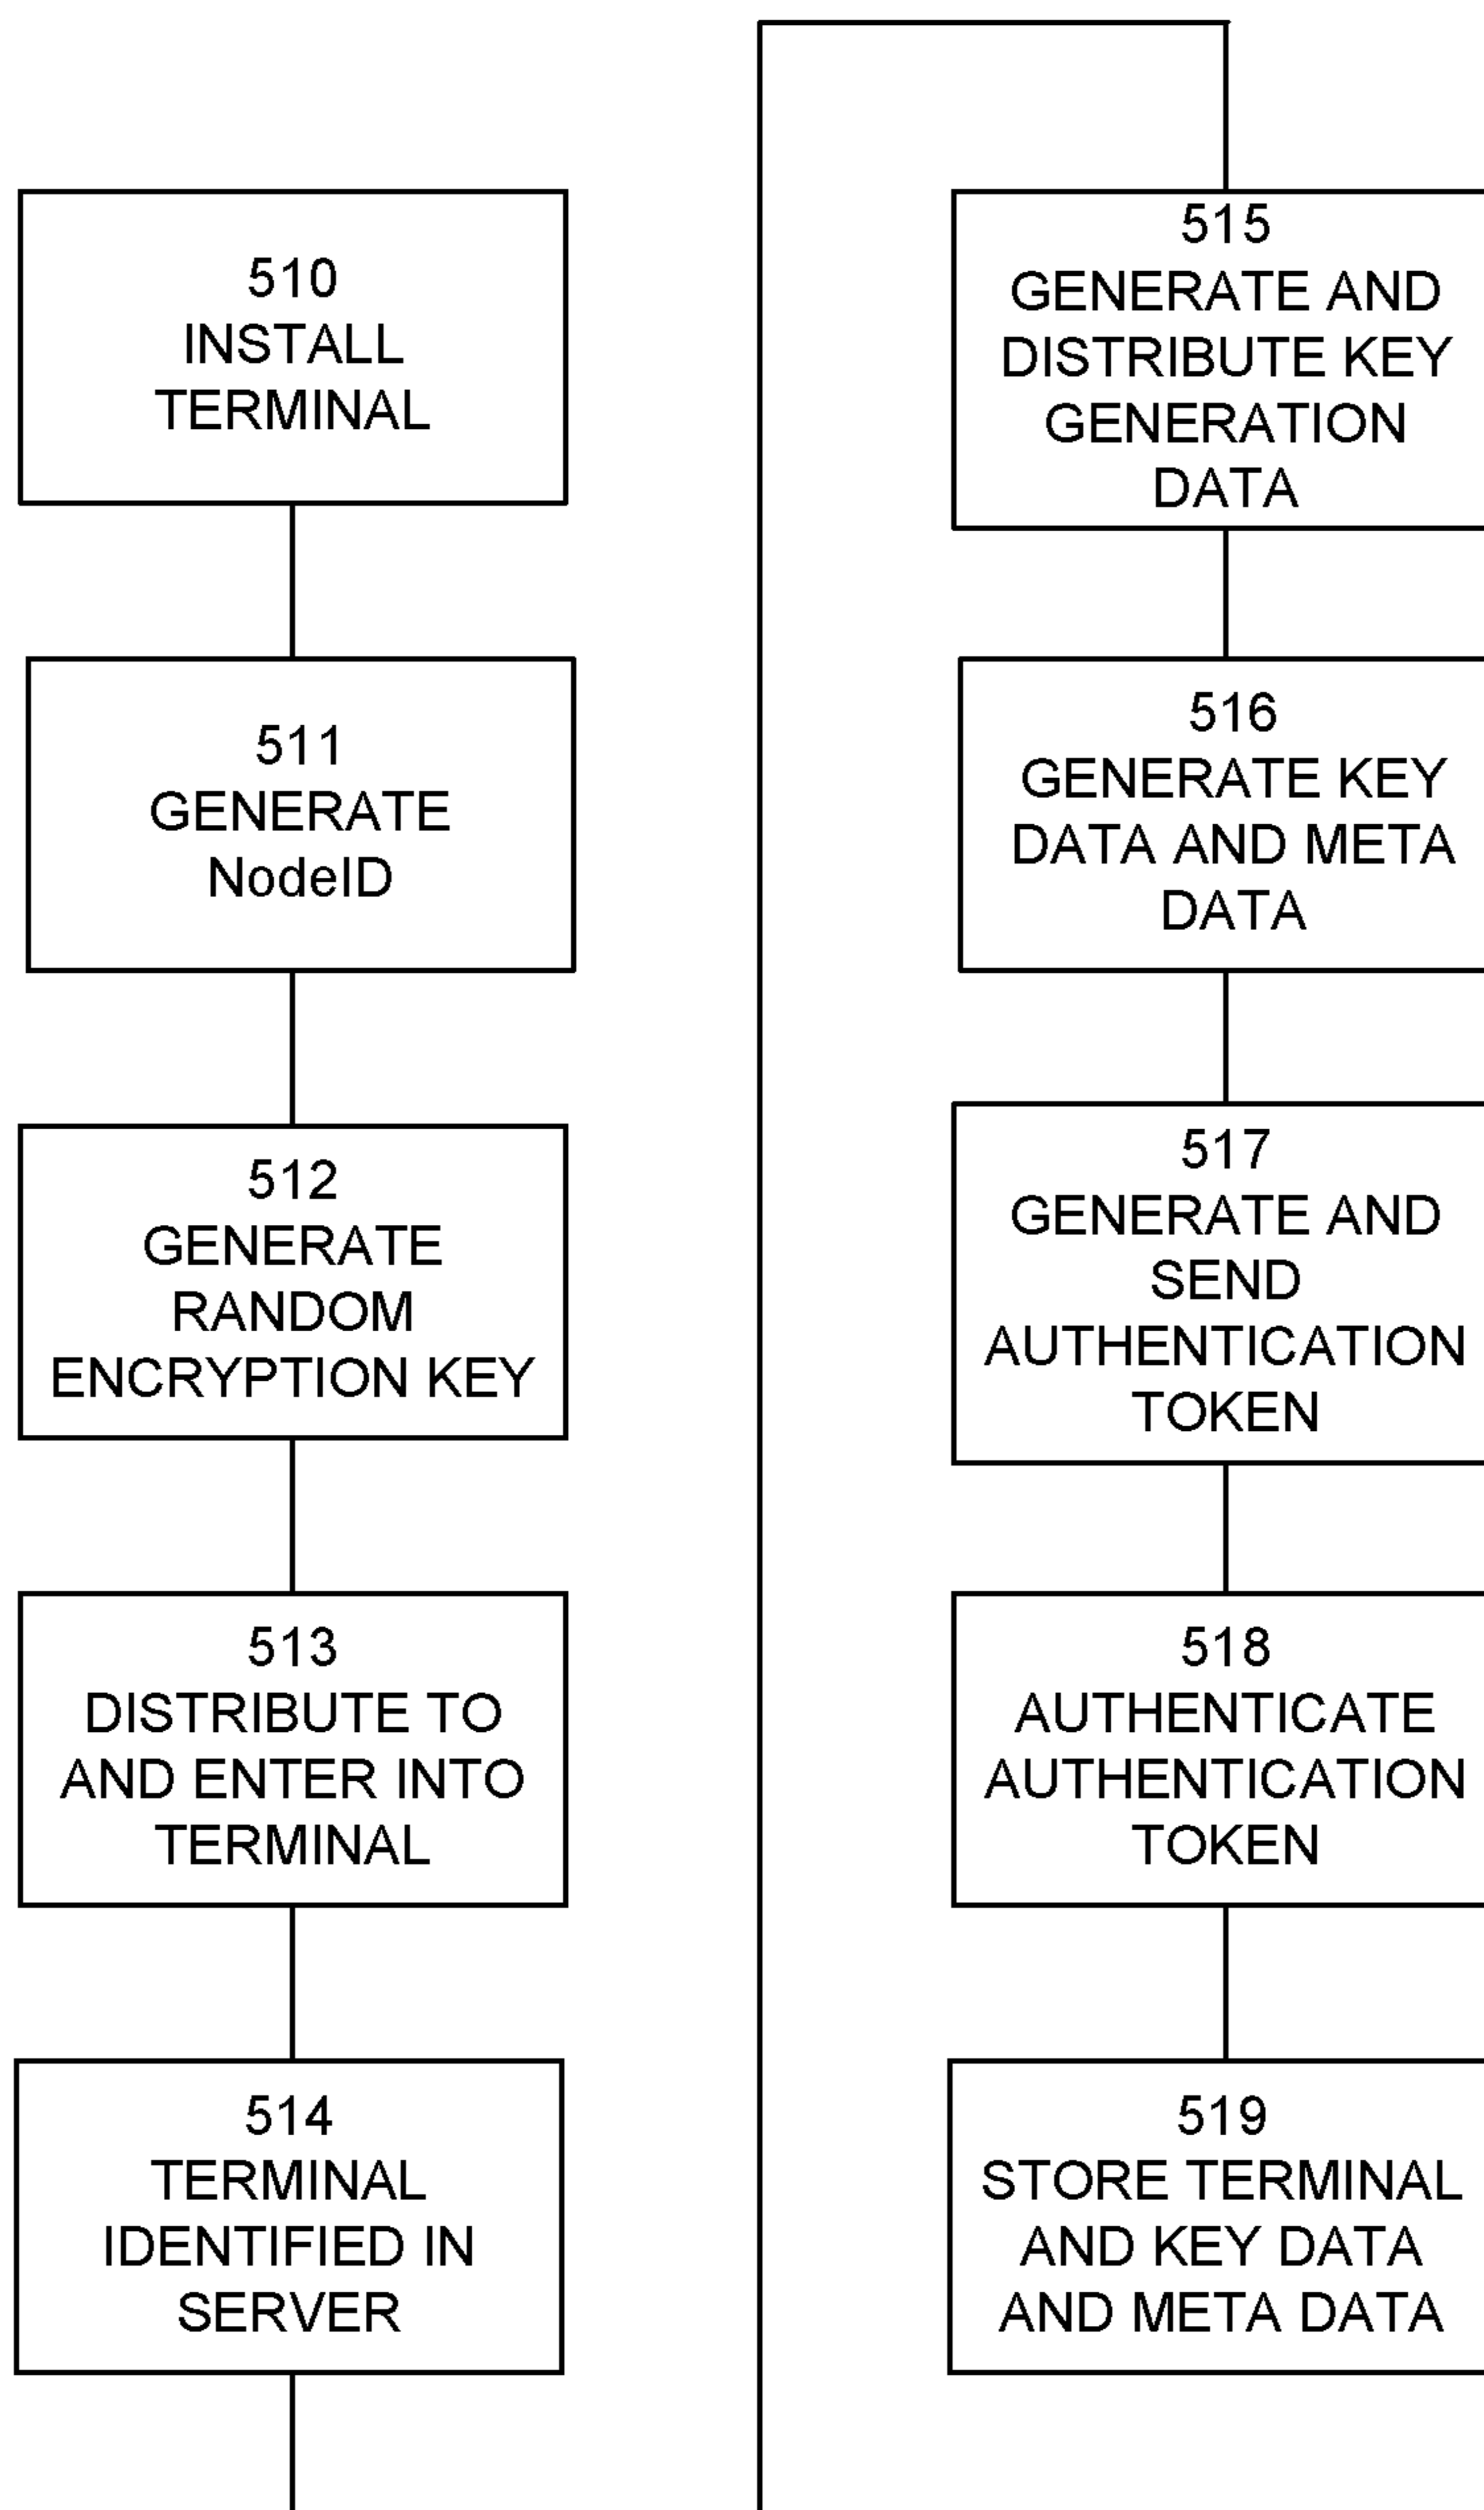 510
INSTALL
TERMINAL
511
GENERATE
NodeID
512
GENERATE
RANDOM
ENCRYPTION KEY
513
DISTRIBUTE TO
AND ENTER INTO
TERMINAL
514
TERMINAL
IDENTIFIED IN
SERVER
515
GENERATE AND
DISTRIBUTE KEY
GENERATION
DATA
516
GENERATE KEY
DATA AND META
DATA
517
GENERATE AND
SEND
AUTHENTICATION
TOKEN
518
AUTHENTICATE
AUTHENTICATION
TOKEN
519
STORE TERMINAL
AND KEY DATA
AND META DATA